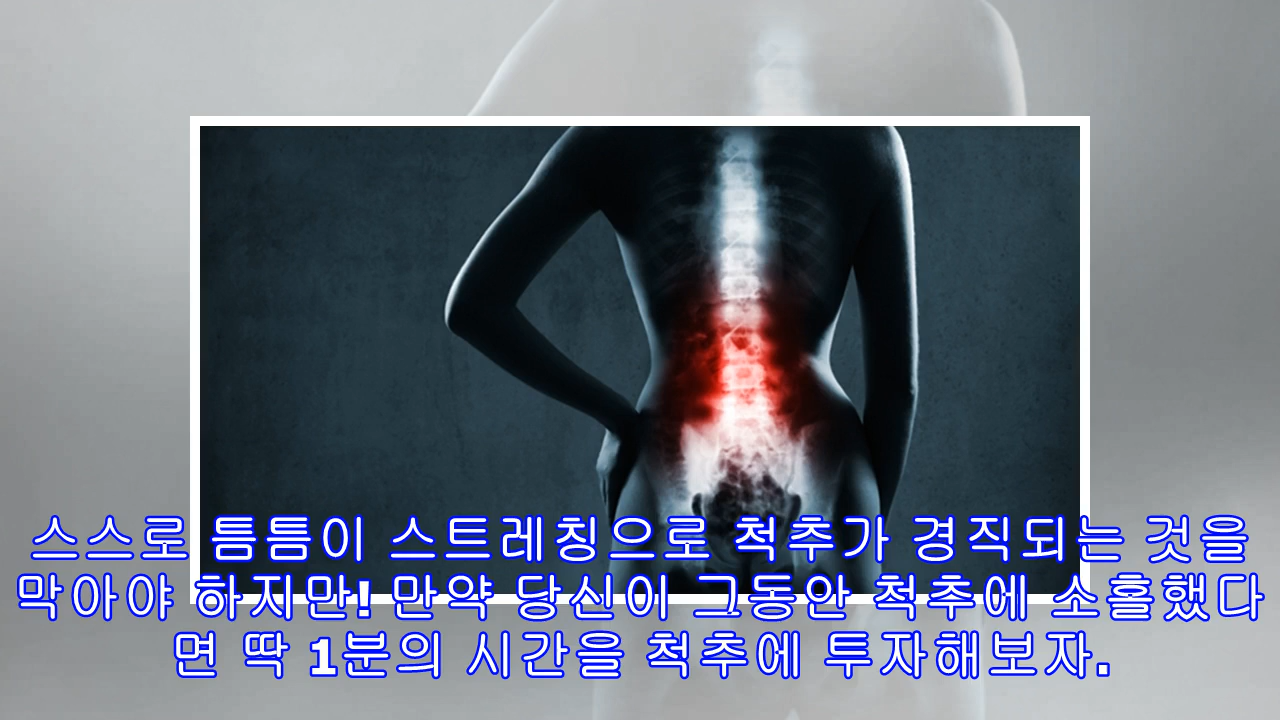 스스로 틈틈이 스트레칭으로 척추가 경직되는 것을
막아야 하지만! 만약 당신이 그동안 척추에 소홀했다
면 딱 1분의 시간을 척추에 투자해보자.